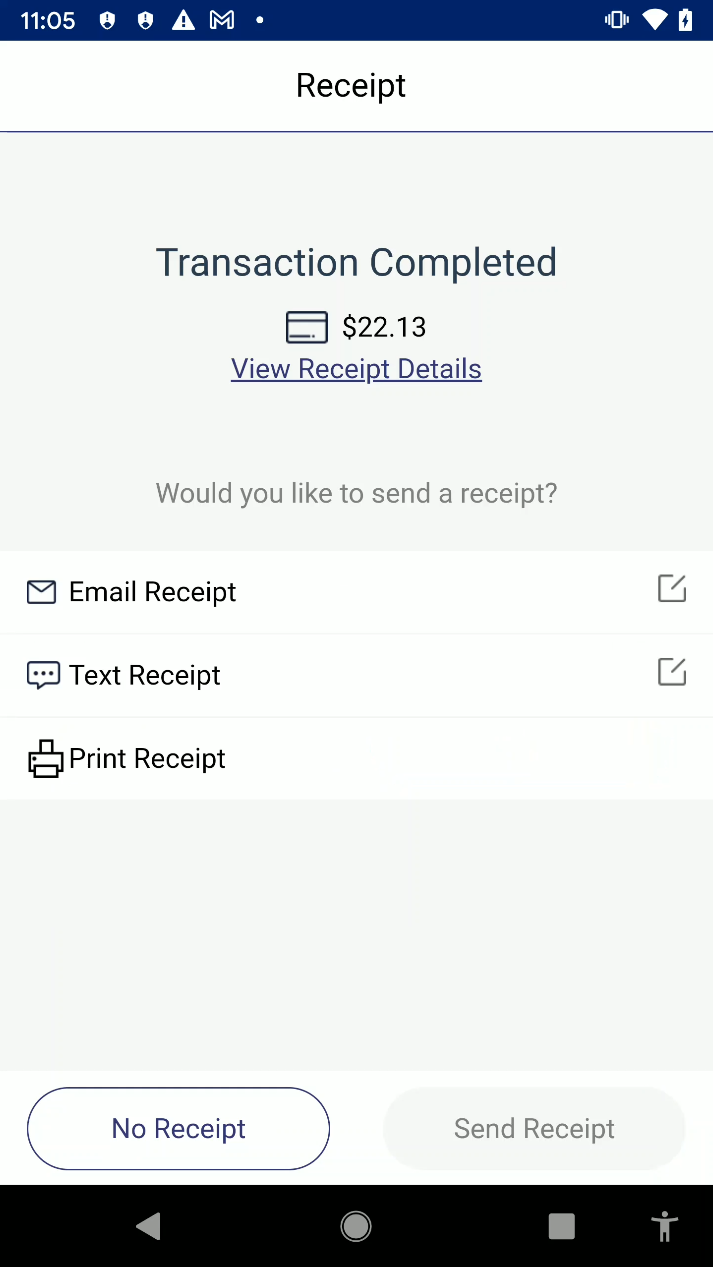 11:05
Receipt
Transaction Completed
$22.13
View Receipt Details
Would you like to send a receipt?
Email Receipt
Text Receipt
Print Receipt
No Receipt
Send Receipt